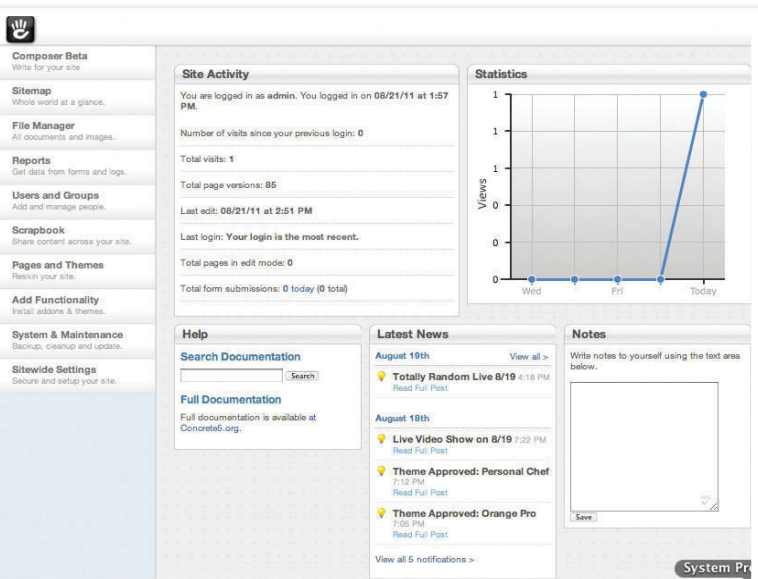 Composer Beta
Write for your site
Sitemap
Whole world at a glance.
File Manager
All documents and images.
Reports
Get data from forms and logs.
Users and Groups
Add and manage people.
Scrapbook
Share content across your site.
Pages and Themes
Reskin your site.
Add Functionality
Install addons & themes.
System & Maintenance
Backup, cleanup and update.
Sitewide Settings
Secure and setup your site.
Site Activity
You are logged in as admin. You logged in on 08/21/11 at 1:57
PM.
Number of visits since your previous login: 0
Total visits: 1
Total page versions: 85
Last edit: 08/21/11 at 2:51 PM
Last login: Your login is the most recent.
Total pages in edit mode: 0
Total form submissions: 0 today (0 total)
Statistics
Views
1
1
1
0
0
0
Wed Fri Today
Help
Search Documentation
Search
Full Documentation
Full documentation is available at
Concrete5.org.
Latest News
August 19th View all >
Totally Random Live 8/19 4:18 PM
Read Full Post
August 18th
Live Video Show on 8/19 7:22 PM
Read Full Post
Theme Approved: Personal Chef
7:12 PM
Read Full Post
Theme Approved: Orange Pro
7:05 PM
Read Full Post
View all 5 notifications >
Notes
Write notes to yourself using the text area
below.
Save
System Pr